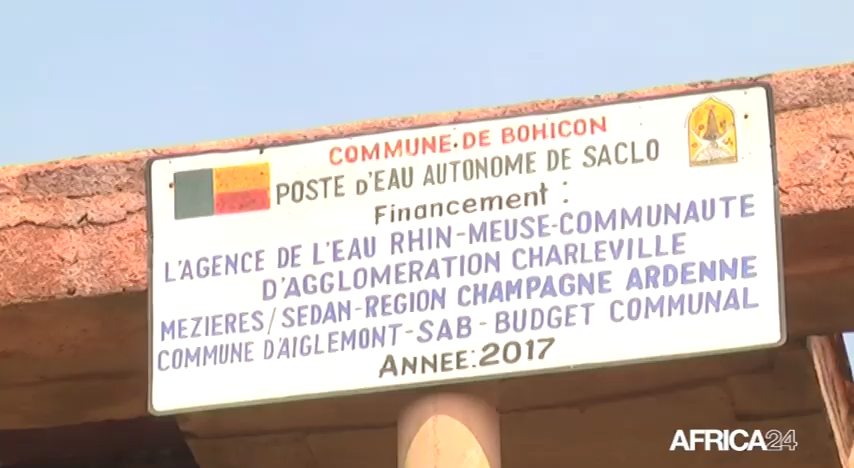 COMMUNE.DE BOHICON
POSTE D'EAU AUTONOME DE SACLO
Financement :
L'AGENCE DE L'EAU RHIN-MEUSE-COMMUNAUTE
D'AGGLOMERATION CHARLEVILLE
MEZIERES/SEDAN-REGION CHAMPAGNE ARDENNE
COMMUNE D'AIGLEMONT-SAB-BUDGET COMMUNAL
ANNEE:2017
AFRICA24